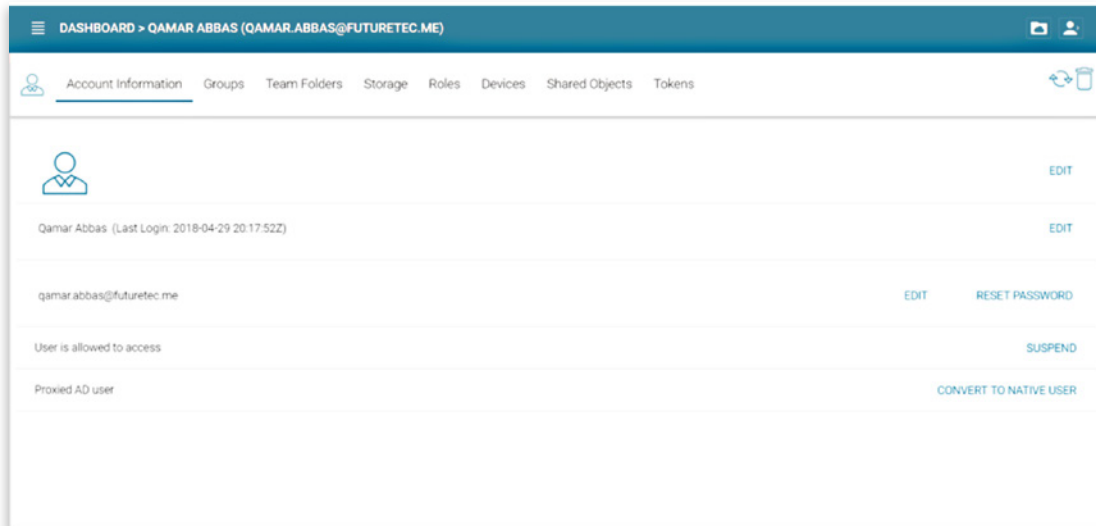 DASHBOARD > QAMAR ABBAS (QAMAR.ABBAS@FUTURETEC.ME)
Account Information Groups Team Folders Storage Roles Devices Shared Objects Tokens
EDIT
Qamar Abbas (Last Login: 2018-04-29 20:17:52Z) EDIT
qamar.abbas@futuretec.me EDIT RESET PASSWORD
User is allowed to access SUSPEND
Proxied AD user CONVERT TO NATIVE USER